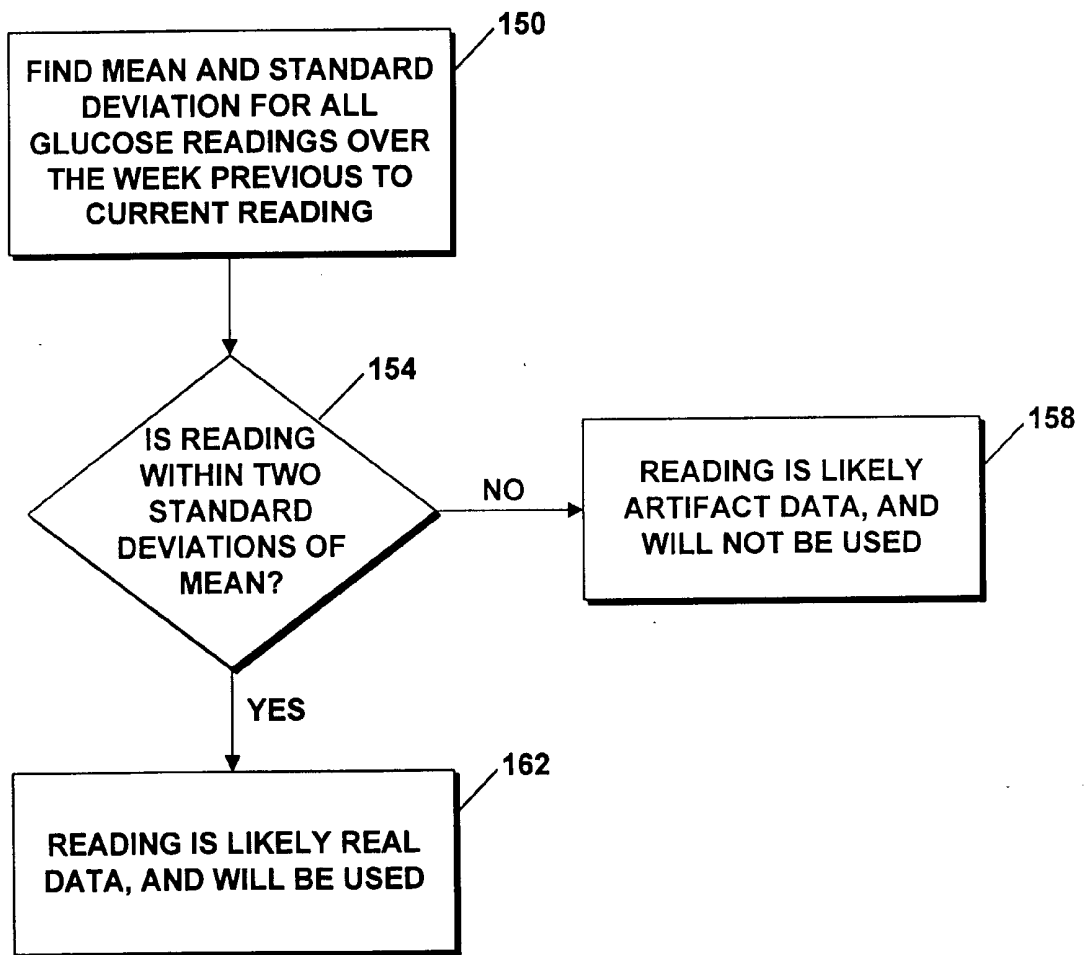 150
FIND MEAN AND STANDARD
DEVIATION FOR ALL
GLUCOSE READINGS OVER
THE WEEK PREVIOUS TO
CURRENT READING
154
IS READING
WITHIN TWO
STANDARD
DEVIATIONS OF
MEAN?
NO
158
READING IS LIKELY
ARTIFACT DATA, AND
WILL NOT BE USED
YES
162
READING IS LIKELY REAL
DATA, AND WILL BE USED